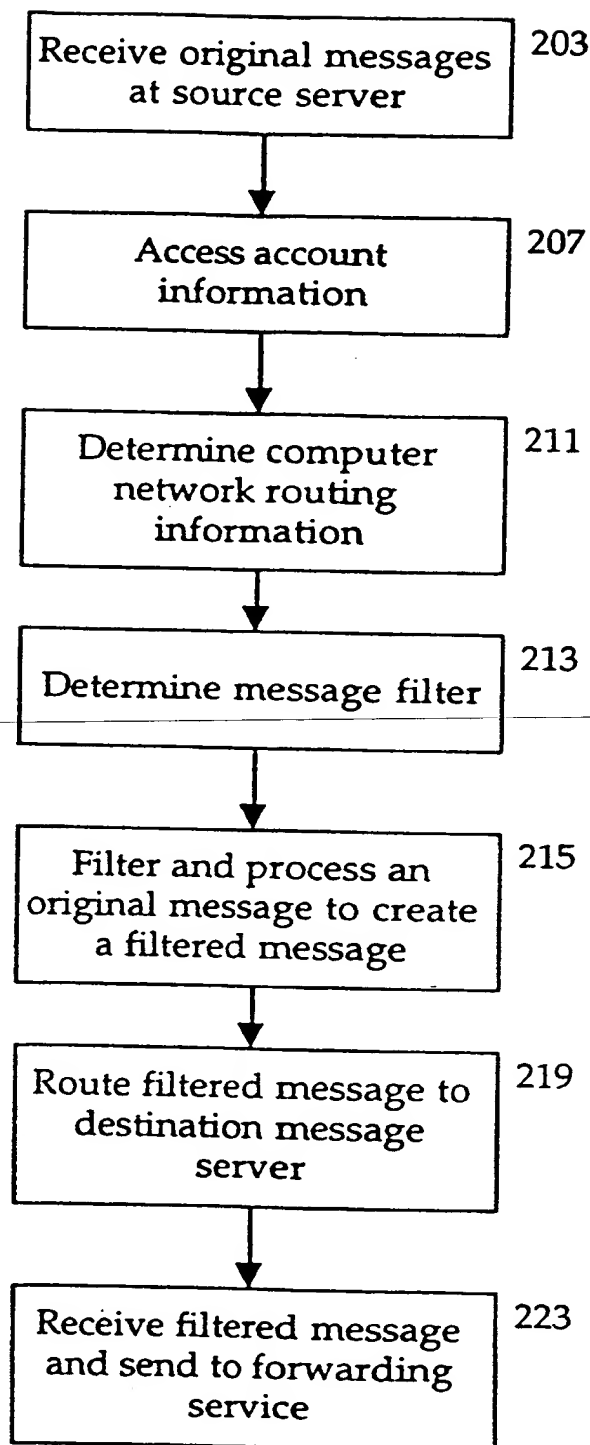 Receive original messages
at source server
203
Access account
information
207
Determine computer
network routing
information
211
Determine message filter
213
Filter and process an
original message to create
a filtered message
215
Route filtered message to
destination message
server
219
Receive filtered message
and send to forwarding
service
223